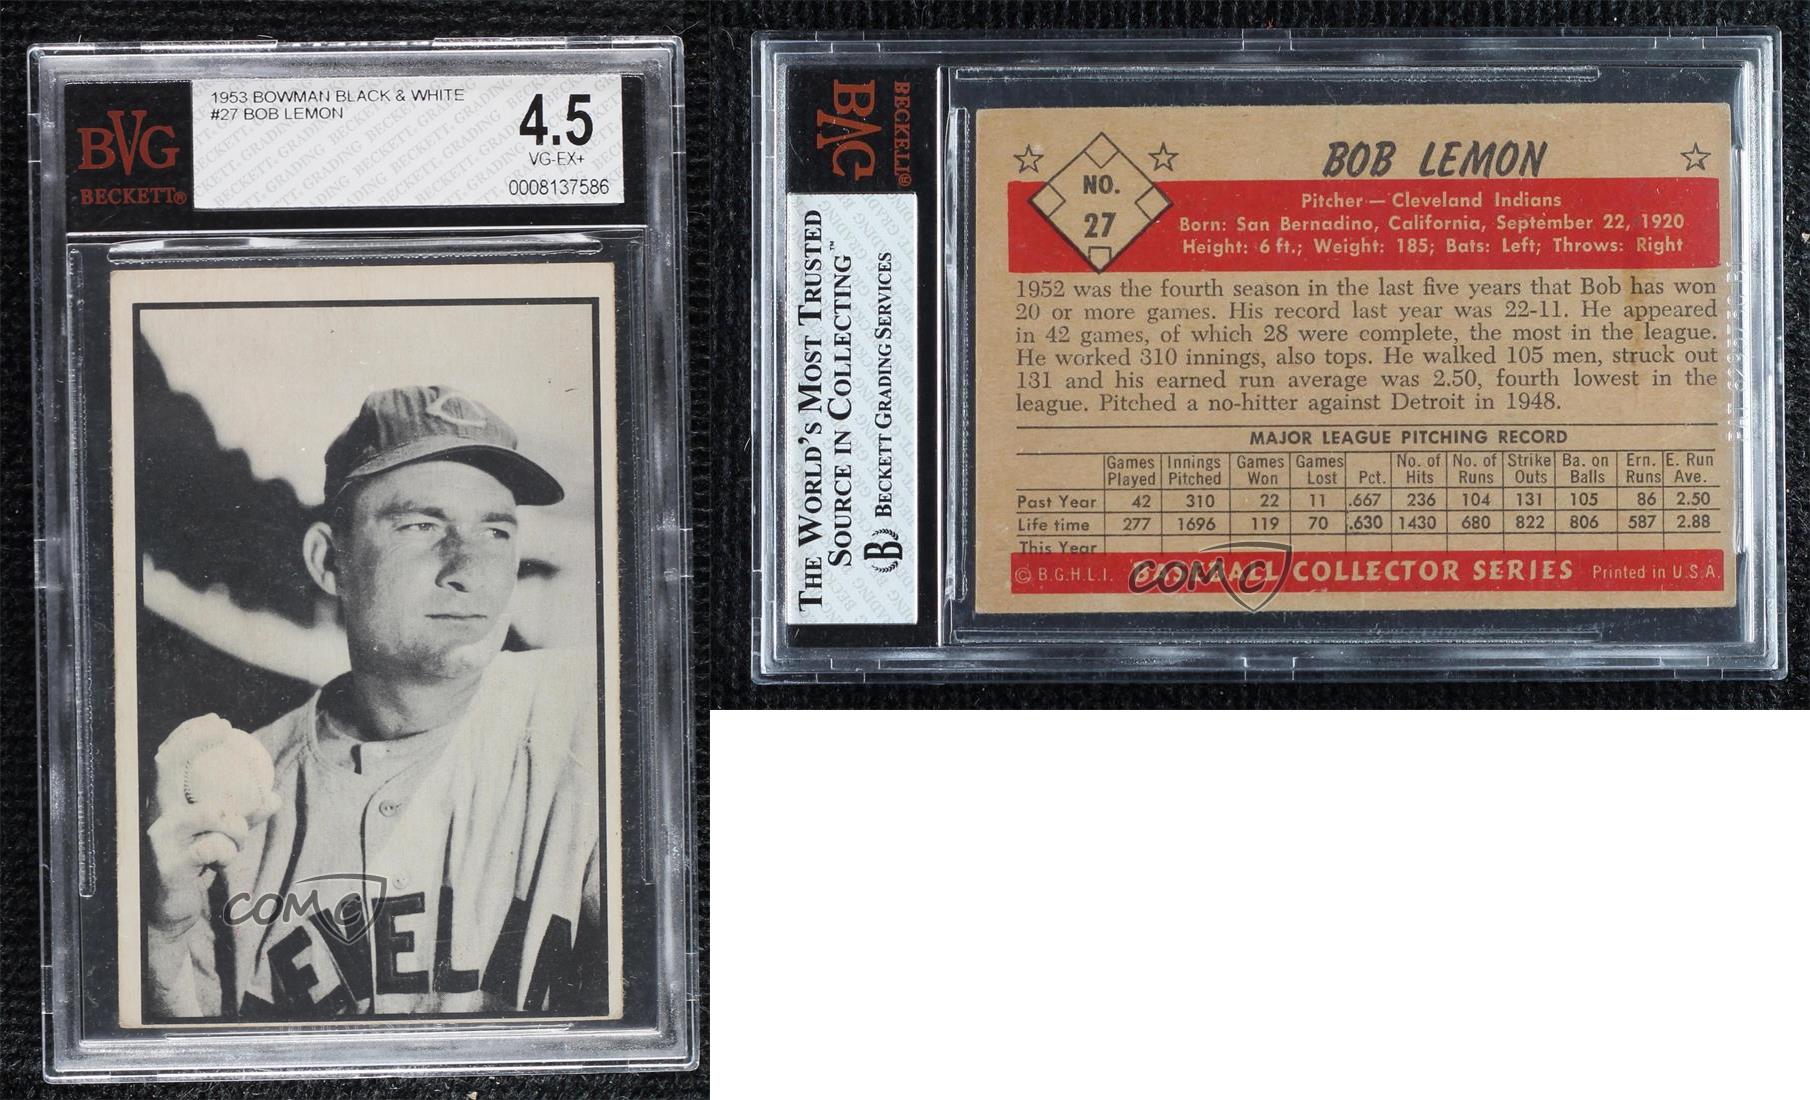 1953 BOWMAN BLACK & WHITE
#27 BOB LEMON
4.5
VG-EX+
0008137586
BVG
BECKETT®
COMC
EVELAN
BVG
BECKETT®
THE WORLD'S MOST TRUSTED
SOURCE IN COLLECTING™
BECKETT GRADING SERVICES
NO.
27
BOB LEMON
Pitcher — Cleveland Indians
Born: San Bernadino, California, September 22, 1920
Height: 6 ft.; Weight: 185; Bats: Left; Throws: Right
1952 was the fourth season in the last five years that Bob has won
20 or more games. His record last year was 22-11. He appeared
in 42 games, of which 28 were complete, the most in the league.
He worked 310 innings, also tops. He walked 105 men, struck out
131 and his earned run average was 2.50, fourth lowest in the
league. Pitched a no-hitter against Detroit in 1948.
MAJOR LEAGUE PITCHING RECORD
Games Innings Games Games No. of No. of Strike Ba. on Ern. E. Run
Played Pitched Won Lost Pct. Hits Runs Outs Balls Runs Ave.
Past Year 42 310 22 11 .667 236 104 131 105 86 2.50
Life time 277 1696 119 70 .630 1430 680 822 806 587 2.88
This Year
© B.G.H.L.I. BASEBALL COLLECTOR SERIES Printed in U.S.A.
COMC